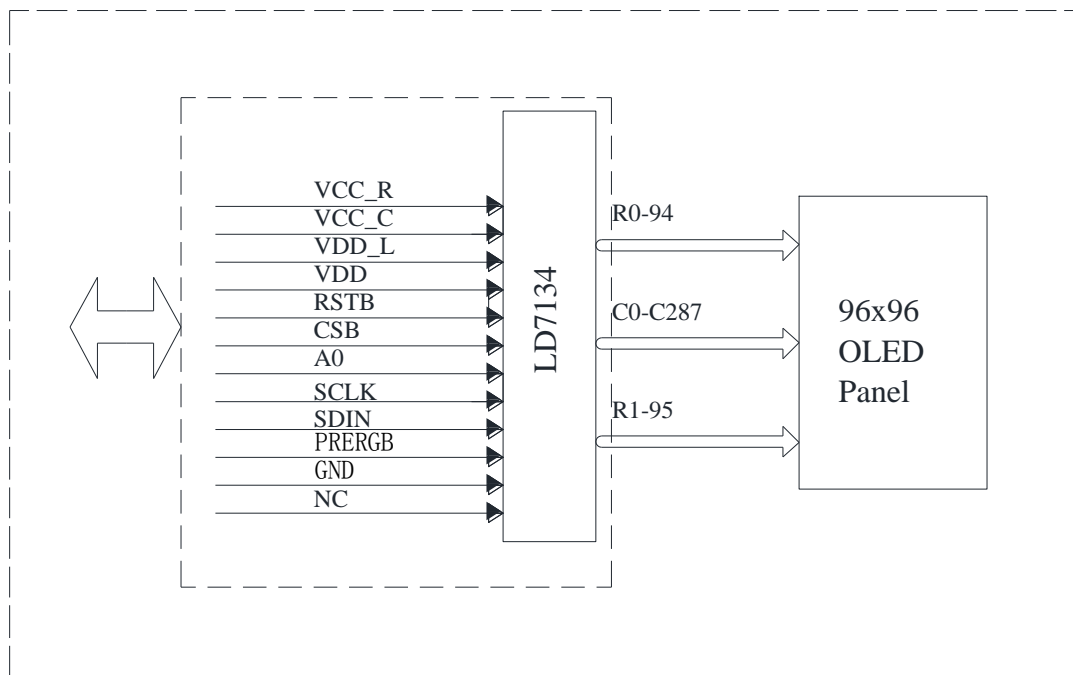 VCC_R
VCC_C
VDD_L
VDD
RSTB
CSB
A0
SCLK
SDIN
PRERGB
GND
NC
LD7134
R0-94
C0-C287
R1-95
96x96
OLED
Panel